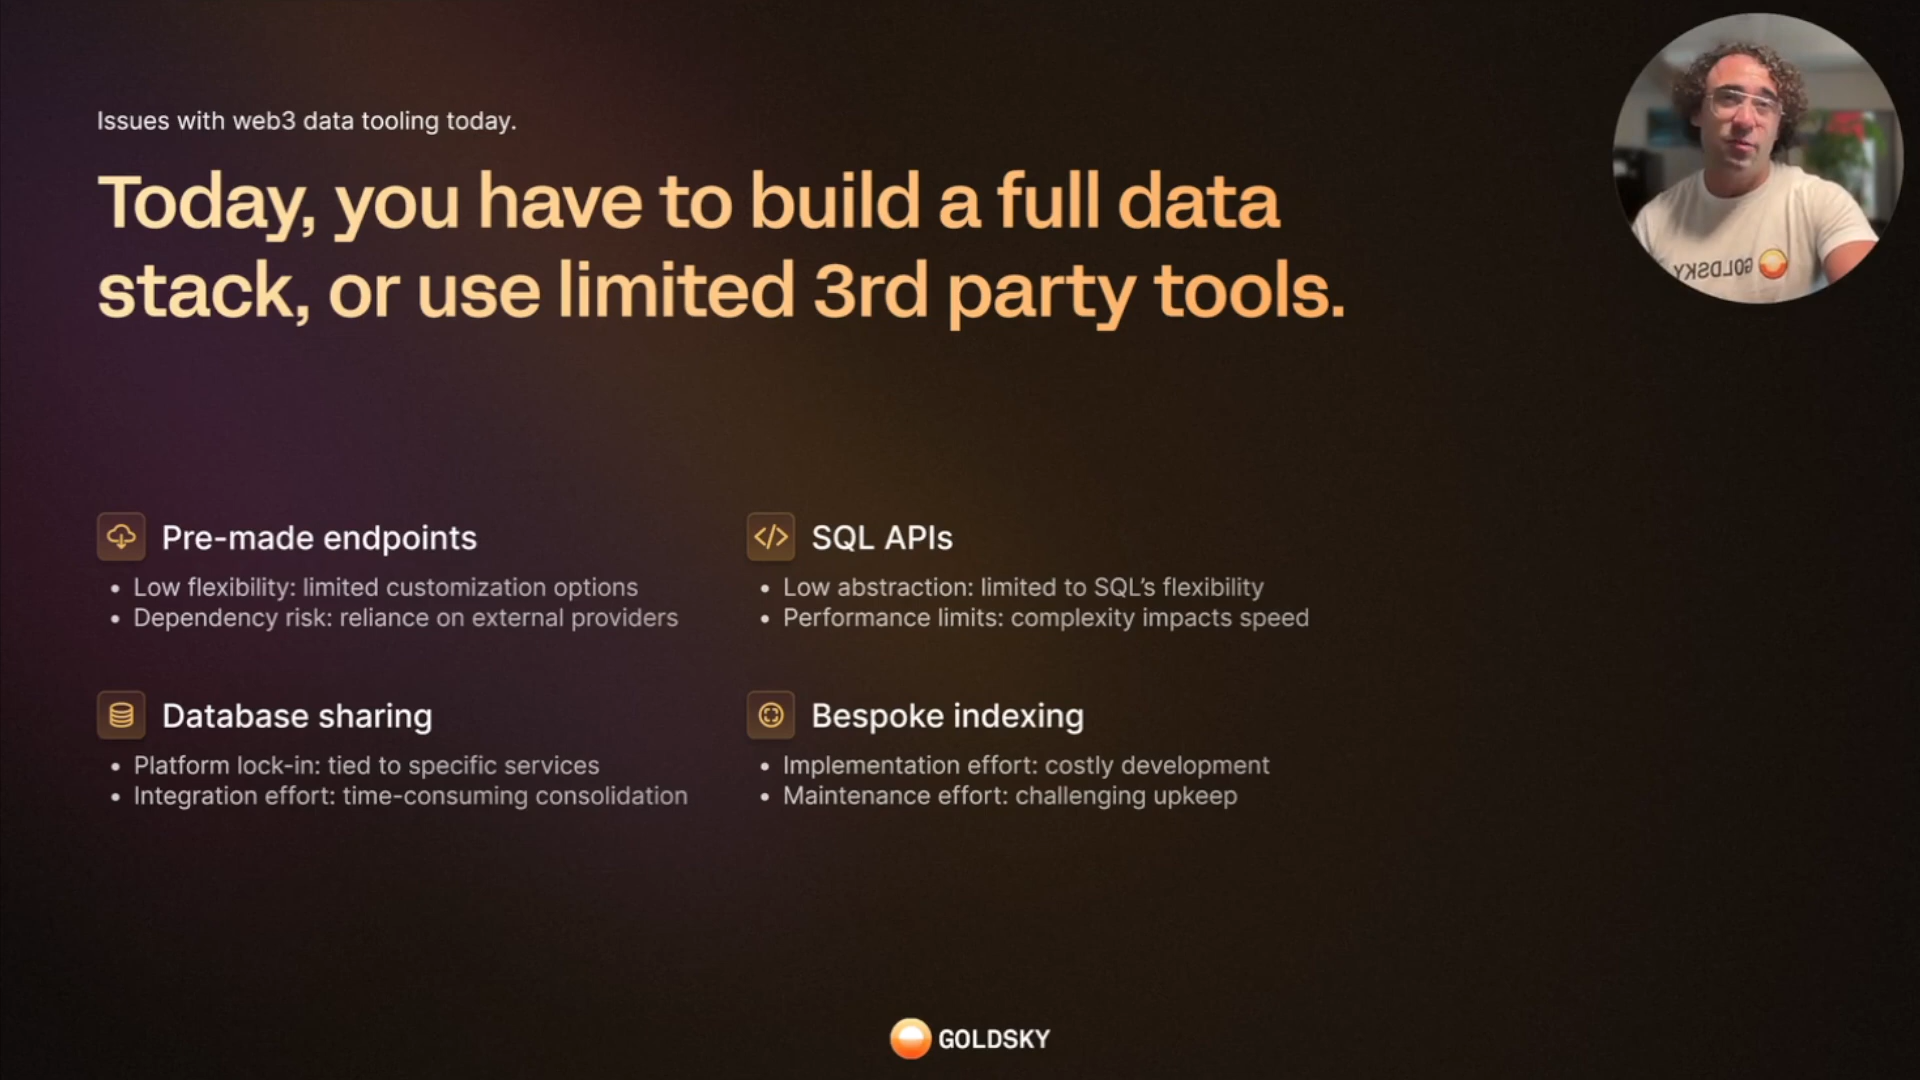 Issues with web3 data tooling today.
Today, you have to build a full data
stack, or use limited 3rd party tools.
Pre-made endpoints
• Low flexibility: limited customization options
• Dependency risk: reliance on external providers
SQL APIs
• Low abstraction: limited to SQL’s flexibility
• Performance limits: complexity impacts speed
Database sharing
• Platform lock-in: tied to specific services
• Integration effort: time-consuming consolidation
Bespoke indexing
• Implementation effort: costly development
• Maintenance effort: challenging upkeep
GOLDSKY
GOLDSKY